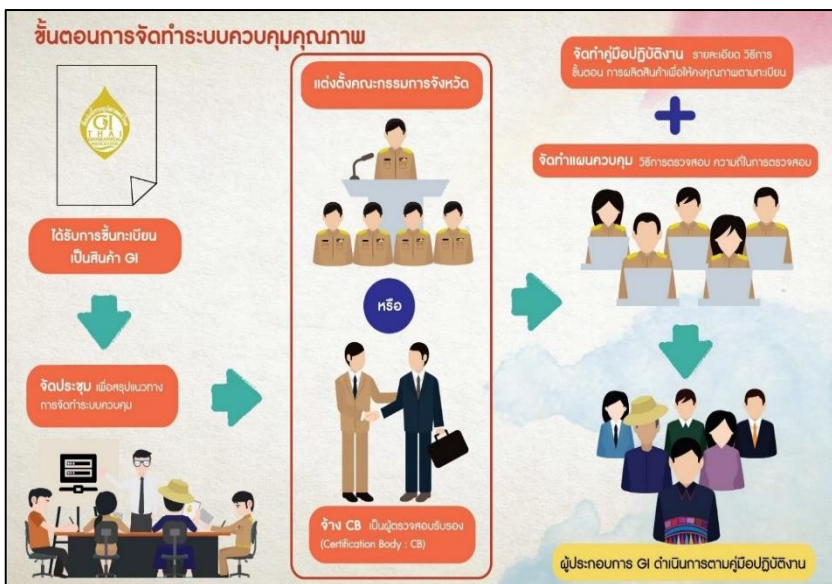 ขั้นตอนการจัดทำระบบควบคุมคุณภาพ
GI
THAI
ได้รับการขึ้นทะเบียน
เป็นสินค้า GI
จัดประชุม เพื่อสรุปแนวทาง
การจัดทำระบบควบคุม
แต่งตั้งคณะกรรมการจังหวัด
หรือ
จ้าง CB เป็นผู้ตรวจสอบรับรอง
(Certification Body : CB)
จัดทำคู่มือปฏิบัติงาน รายละเอียด วิธีการ
ขั้นตอน การผลิตสินค้าเพื่อให้คงคุณภาพตามทะเบียน
จัดทำแผนควบคุม วิธีการตรวจสอบ ความถี่ในการตรวจสอบ
ผู้ประกอบการ GI ดำเนินการตามคู่มือปฏิบัติงาน